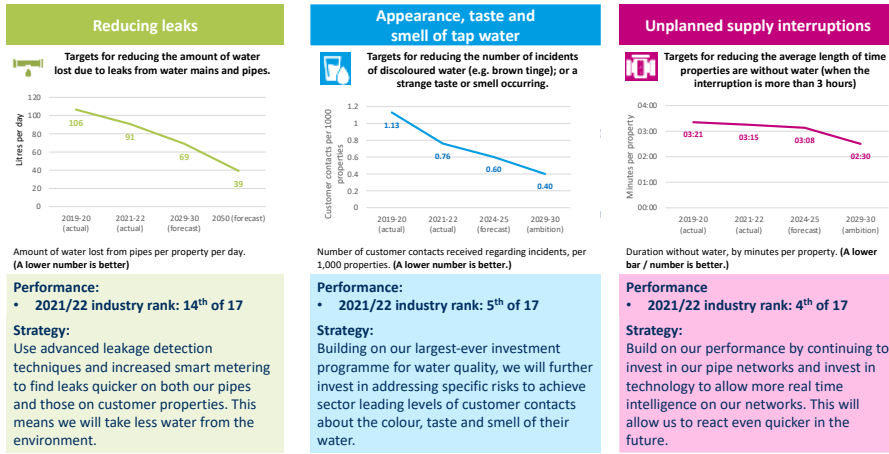 Reducing leaks
Targets for reducing the amount of water
lost due to leaks from water mains and pipes.
Litres per day
120
100
80
60
40
20
0
106
91
69
39
2019-20
(actual)
2021-22
(actual)
2029-30
(forecast)
2050 (forecast)
Amount of water lost from pipes per property per day.
(A lower number is better)
Performance:
• 2021/22 industry rank: 14th of 17
Strategy:
Use advanced leakage detection
techniques and increased smart metering
to find leaks quicker on both our pipes
and those on customer properties. This
means we will take less water from the
environment.
Appearance, taste and
smell of tap water
Targets for reducing the number of incidents
of discoloured water (e.g. brown tinge); or a
strange taste or smell occurring.
Customer contacts per 1000
properties
1.2
1
0.8
0.6
0.4
0.2
0
1.13
0.76
0.60
0.40
2019-20
(actual)
2021-22
(actual)
2024-25
(forecast)
2029-30
(ambition)
Number of customer contacts received regarding incidents, per
1,000 properties. (A lower number is better.)
Performance:
• 2021/22 industry rank: 5th of 17
Strategy:
Building on our largest-ever investment
programme for water quality, we will further
invest in addressing specific risks to achieve
sector leading levels of customer contacts
about the colour, taste and smell of their
water.
Unplanned supply interruptions
Targets for reducing the average length of time
properties are without water (when the
interruption is more than 3 hours)
Minutes per property
04:00
03:00
02:00
01:00
00:00
03:21
03:15
03:08
02:30
2019-20
(actual)
2021-22
(actual)
2024-25
(forecast)
2029-30
(ambition)
Duration without water, by minutes per property. (A lower
bar / number is better.)
Performance
• 2021/22 industry rank: 4th of 17
Strategy:
Build on our performance by continuing to
invest in our pipe networks and invest in
technology to allow more real time
intelligence on our networks. This will
allow us to react even quicker in the
future.